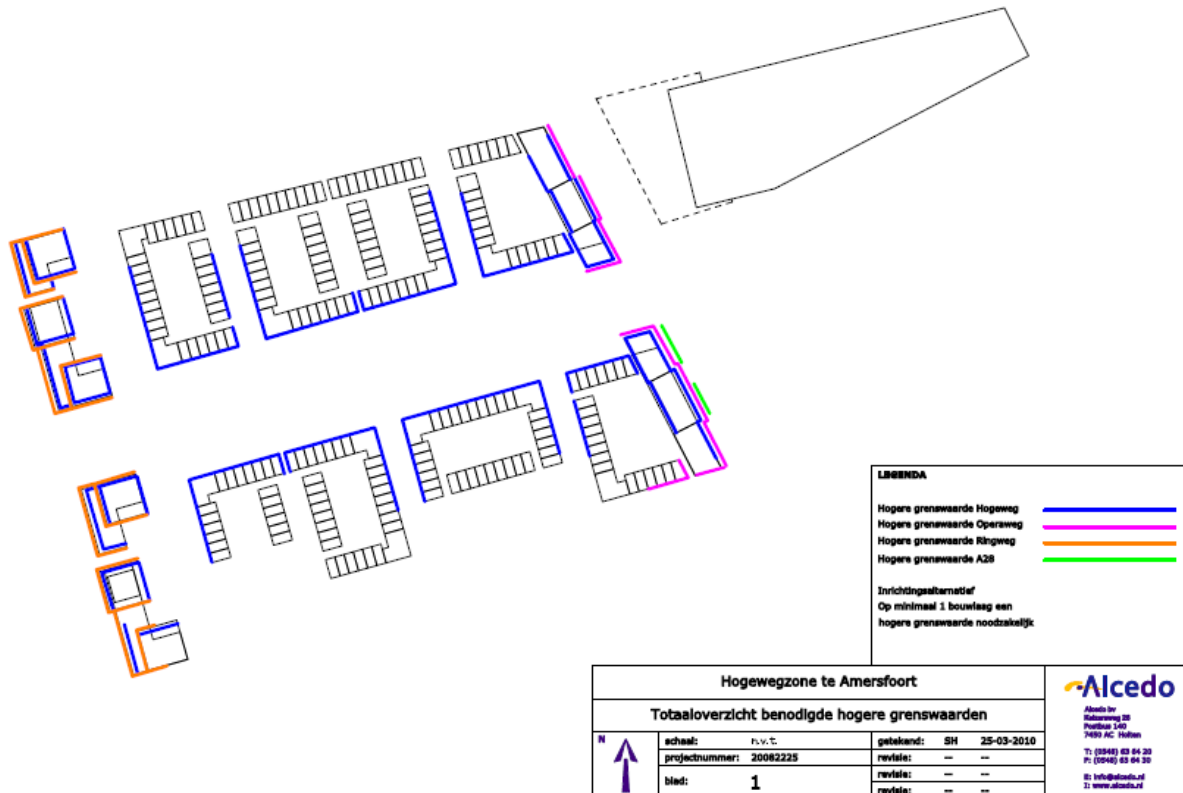 LEGENDA
Hogere grenswaarde Hogeweg
Hogere grenswaarde Operaweg
Hogere grenswaarde Ringweg
Hogere grenswaarde A28
Inrichtingsalternatief
Op minimaal 1 bouwlaag een
hogere grenswaarde noodzakelijk
Hogewegzone te Amersfoort
Totaaloverzicht benodigde hogere grenswaarden
N
schaal: n.v.t.
getekend: SH 25-03-2010
projectnummer: 20082225
revisie: -- --
blad: 1
revisie: -- --
revisie: -- --
Alcedo
Alcedo bv
Postbus 140
7450 AC Holten
T: (0548) 63 64 20
F: (0548) 63 64 30
E: info@alcedo.nl
I: www.alcedo.nl